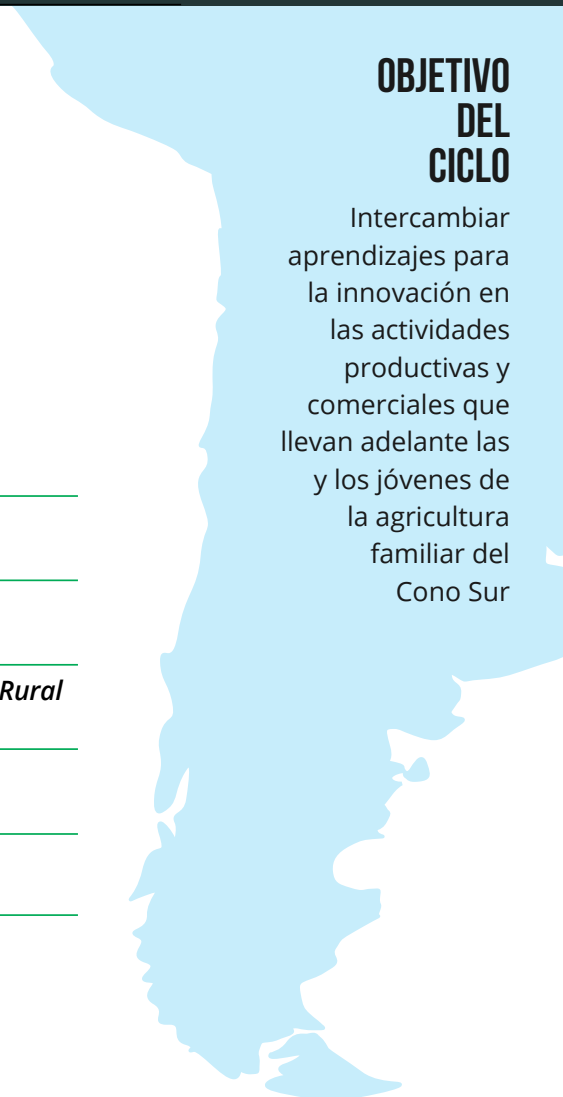 OBJETIVO
DEL
CICLO
Intercambiar
aprendizajes para
la innovación en
las actividades
productivas y
comerciales que
llevan adelante las
y los jóvenes de
la agricultura
familiar del
Cono Sur
Rural